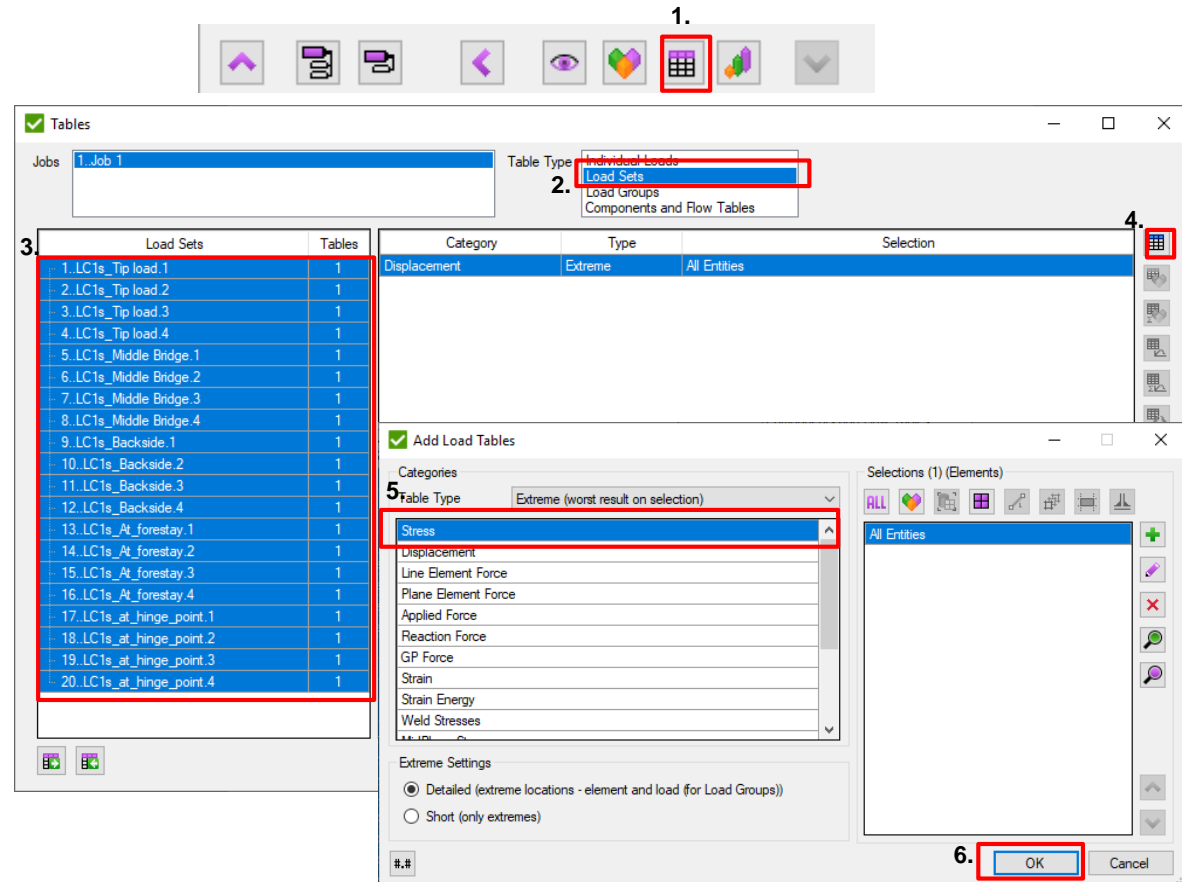 1.
Tables
Jobs
1..Job 1
Table Type
Individual Loads
2.
Load Sets
Load Groups
Components and Flow Tables
3.
Load Sets Tables
1..LC1s_Tip load.1 1
2..LC1s_Tip load.2 1
3..LC1s_Tip load.3 1
4..LC1s_Tip load.4 1
5..LC1s_Middle Bridge.1 1
6..LC1s_Middle Bridge.2 1
7..LC1s_Middle Bridge.3 1
8..LC1s_Middle Bridge.4 1
9..LC1s_Backside.1 1
10..LC1s_Backside.2 1
11..LC1s_Backside.3 1
12..LC1s_Backside.4 1
13..LC1s_At_forestay.1 1
14..LC1s_At_forestay.2 1
15..LC1s_At_forestay.3 1
16..LC1s_At_forestay.4 1
17..LC1s_at_hinge_point.1 1
18..LC1s_at_hinge_point.2 1
19..LC1s_at_hinge_point.3 1
20..LC1s_at_hinge_point.4 1
Category Type Selection
4.
Displacement Extreme All Entities
Add Load Tables
Categories
5.
Table Type Extreme (worst result on selection)
Stress
Displacement
Line Element Force
Plane Element Force
Applied Force
Reaction Force
GP Force
Strain
Strain Energy
Weld Stresses
Extreme Settings
Detailed (extreme locations - element and load (for Load Groups))
Short (only extremes)
#.#
Selections (1) (Elements)
ALL
All Entities
6.
OK Cancel